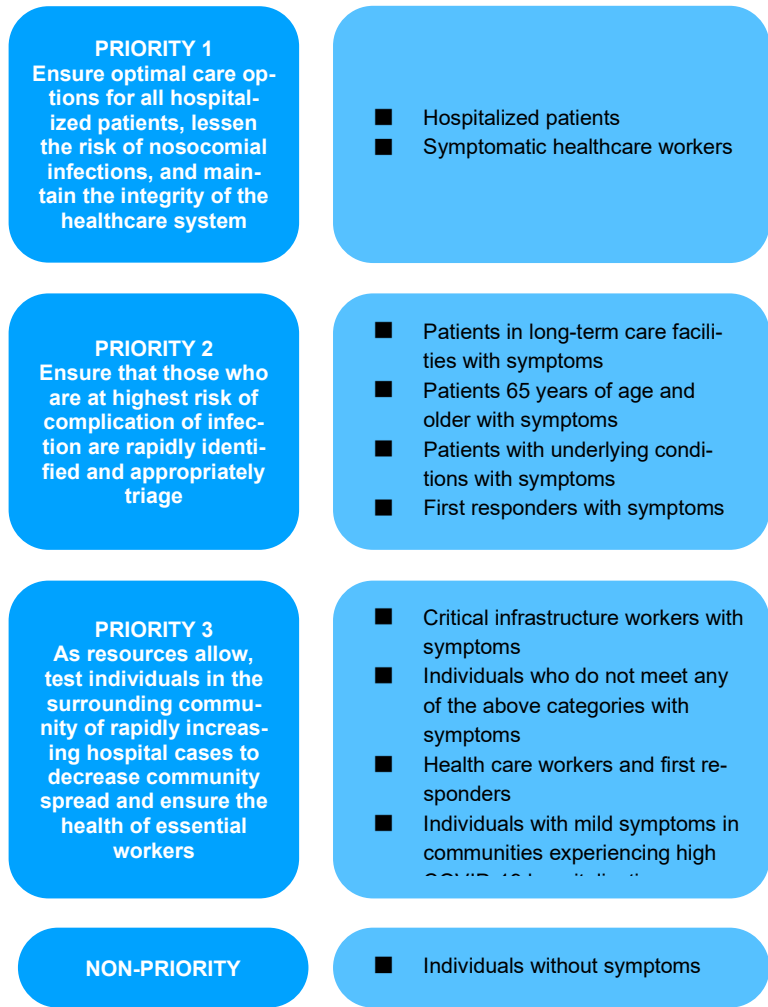 PRIORITY 1
Ensure optimal care op-
tions for all hospital-
ized patients, lessen
the risk of nosocomial
infections, and main-
tain the integrity of the
healthcare system
■ Hospitalized patients
■ Symptomatic healthcare workers
PRIORITY 2
Ensure that those who
are at highest risk of
complication of infec-
tion are rapidly identi-
fied and appropriately
triage
■ Patients in long-term care facili-
ties with symptoms
■ Patients 65 years of age and
older with symptoms
■ Patients with underlying condi-
tions with symptoms
■ First responders with symptoms
PRIORITY 3
As resources allow,
test individuals in the
surrounding commu-
nity of rapidly increas-
ing hospital cases to
decrease community
spread and ensure the
health of essential
workers
■ Critical infrastructure workers with
symptoms
■ Individuals who do not meet any
of the above categories with
symptoms
■ Health care workers and first re-
sponders
■ Individuals with mild symptoms in
communities experiencing high
NON-PRIORITY
■ Individuals without symptoms